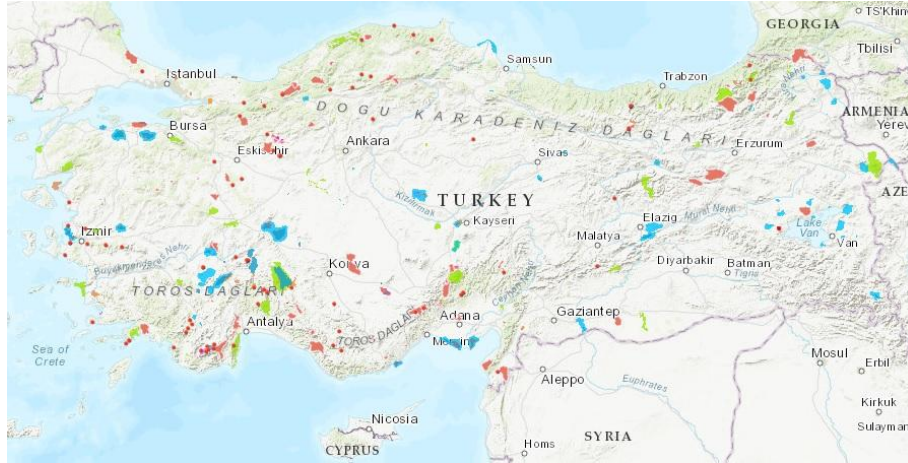 TS'Khin
GEORGIA
Tbilisi
Samsun
Istanbul
Trabzon
DOGU KARADENIZ DAGLARI
ARMENIA
Bursa
Yerev
Ankara
Eskisehir
Sivas
Erzurum
AZE
Kizilirmak
TURKEY
Kayseri
Elazig
Murat Nehri
Izmir
Lake
Van
Malatya
Van
Konya
Diyarbakir
Batman
Tigris
TOROS DAGLARI
Ceyhan Nehri
Antalya
TOROS DAGLARI
Adana
Gaziantep
Mersin
Sea of
Crete
Mosul
Erbil
Aleppo
Euphrates
Kirkuk
Nicosia
Sulayman
CYPRUS
Homs
SYRIA